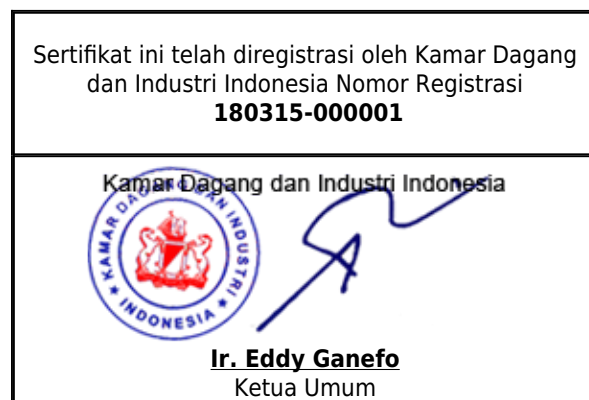 Sertifikat ini telah diregistrasi oleh Kamar Dagang
dan Industri Indonesia Nomor Registrasi
180315-000001
Kamar Dagang dan Industri Indonesia
KAMAR DAGANG DAN INDUSTRI
★ INDONESIA ★
Ir. Eddy Ganefo
Ketua Umum